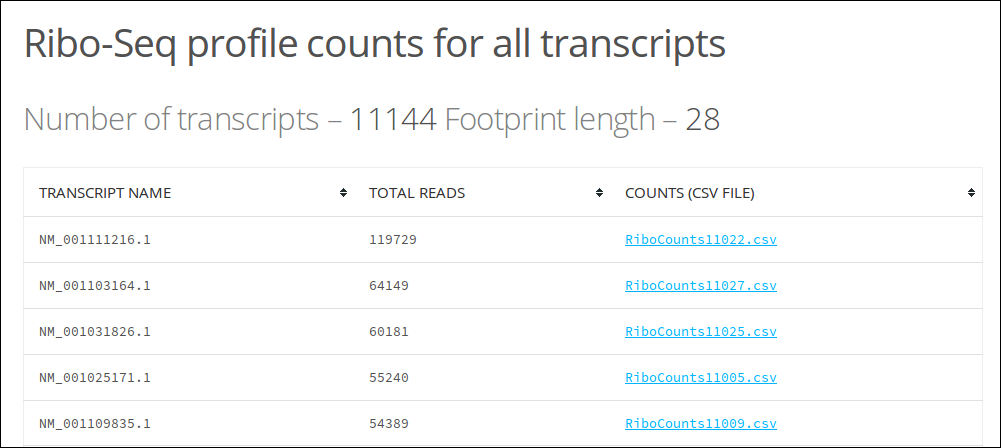 Ribo-Seq profile counts for all transcripts
Number of transcripts – 11144 Footprint length – 28
TRANSCRIPT NAME TOTAL READS COUNTS (CSV FILE)
NM_001111216.1 119729 RiboCounts11022.csv
NM_001103164.1 64149 RiboCounts11027.csv
NM_001031826.1 60181 RiboCounts11025.csv
NM_001025171.1 55240 RiboCounts11005.csv
NM_001109835.1 54389 RiboCounts11009.csv